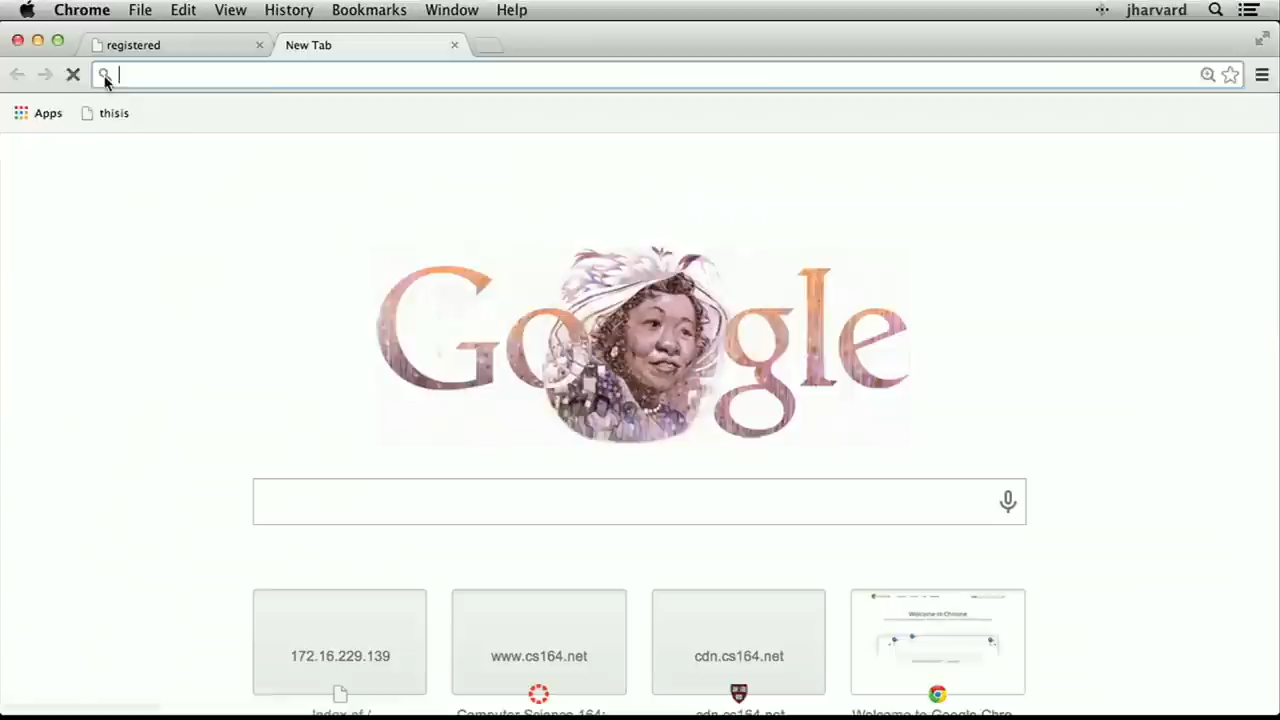 Chrome File Edit View History Bookmarks Window Help jharvard
registered New Tab
Apps thisis
Google
172.16.229.139 www.cs164.net cdn.cs164.net Welcome to Chrome
Index of / Computer Science 164: cdn.cs164.net Welcome to Google Chro